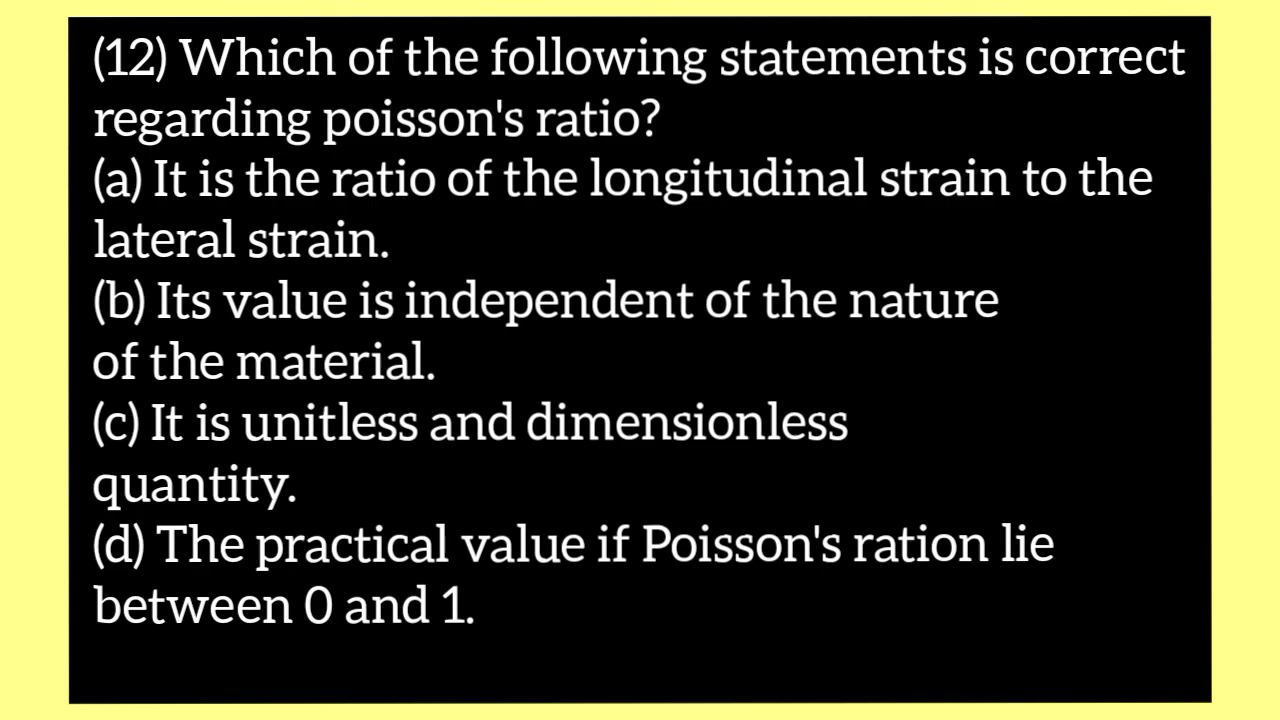 (12) Which of the following statements is correct
regarding poisson's ratio?
(a) It is the ratio of the longitudinal strain to the
lateral strain.
(b) Its value is independent of the nature
of the material.
(c) It is unitless and dimensionless
quantity.
(d) The practical value if Poisson's ration lie
between 0 and 1.